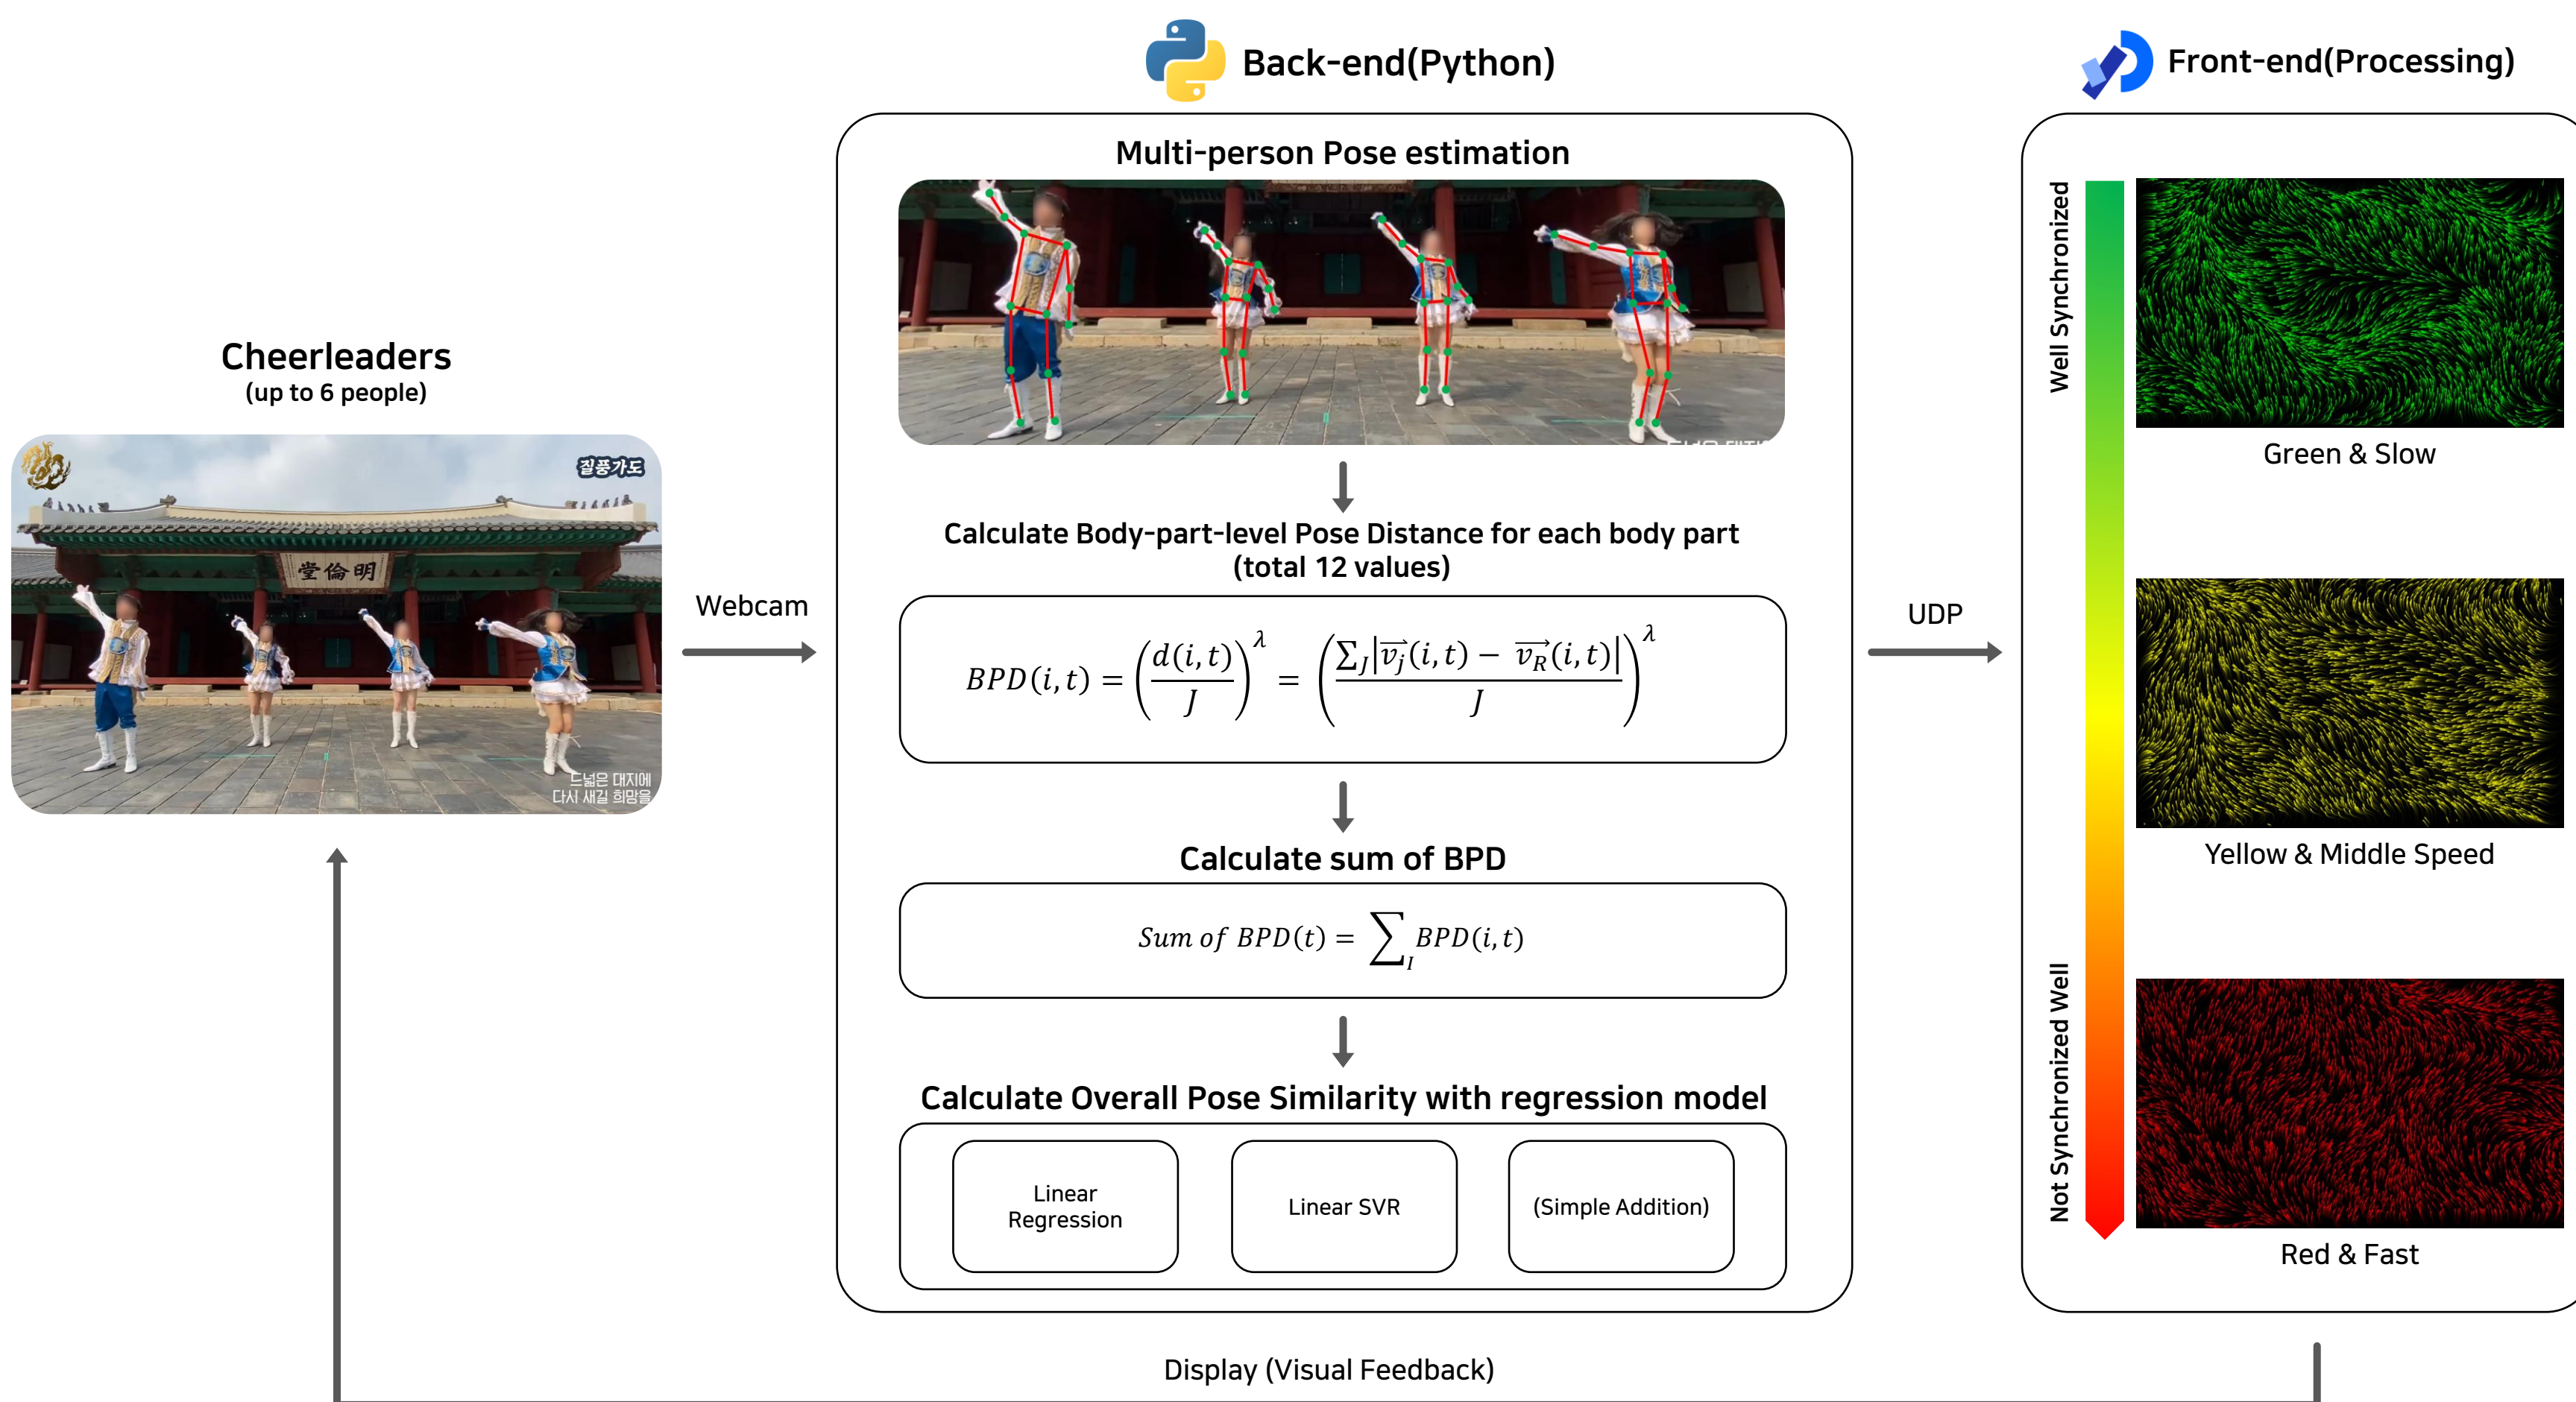 Back-end(Python)
Front-end(Processing)
Cheerleaders
(up to 6 people)
질풍가도
堂倫明
드넓은 대지에
다시 새길 희망을
Webcam
Multi-person Pose estimation
Calculate Body-part-level Pose Distance for each body part
(total 12 values)
BPD(i,t) = (d(i,t)/J)^λ = (∑_J|v_j(i,t) − v_R(i,t)|/J)^λ
Calculate sum of BPD
Sum of BPD(t) = ∑_I BPD(i,t)
Calculate Overall Pose Similarity with regression model
Linear
Regression
Linear SVR
(Simple Addition)
UDP
Well Synchronized
Not Synchronized Well
Green & Slow
Yellow & Middle Speed
Red & Fast
Display (Visual Feedback)